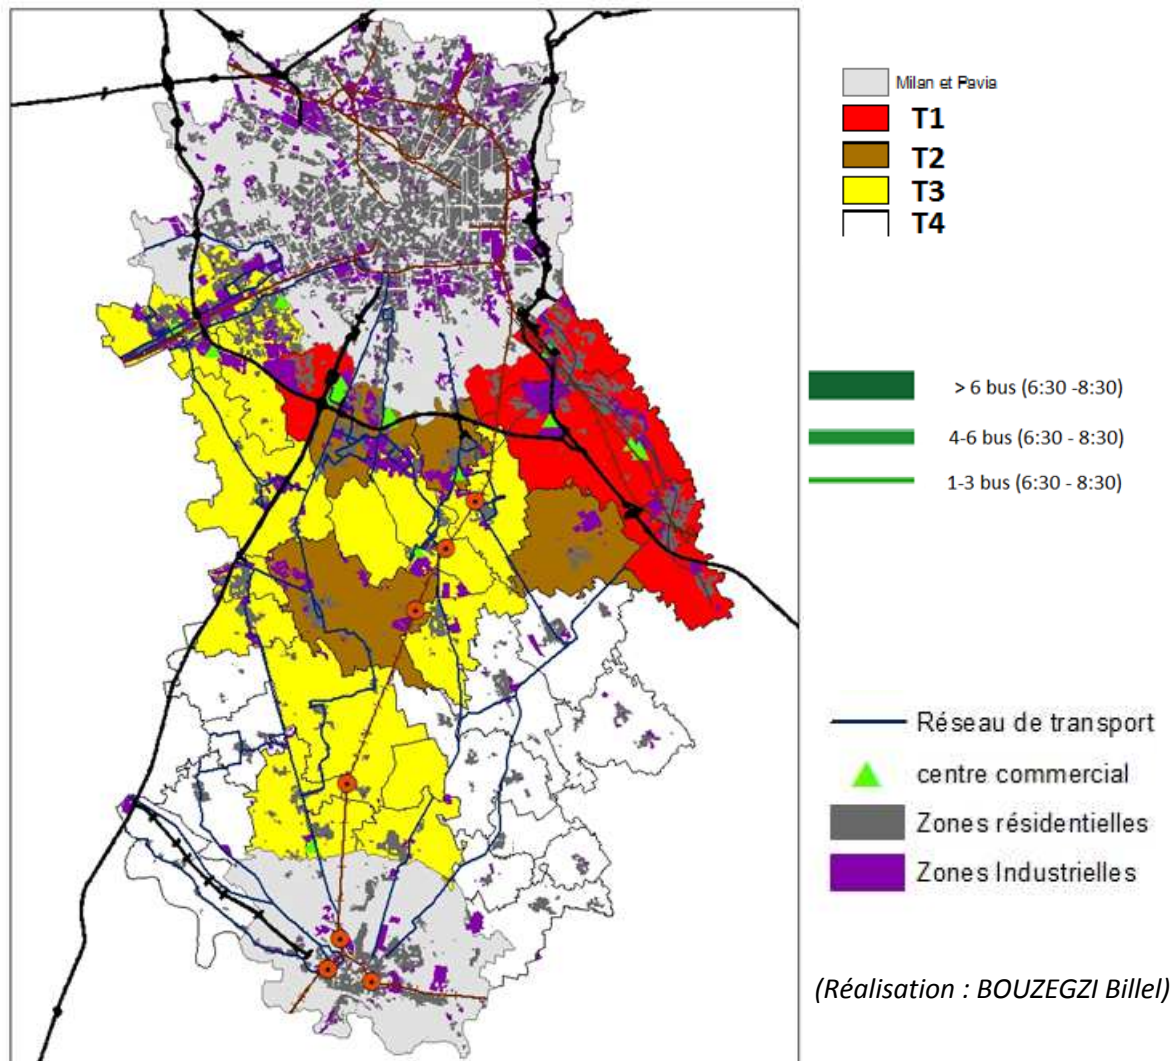 Milan et Pavia
T1
T2
T3
T4
> 6 bus (6:30 -8:30)
4-6 bus (6:30 - 8:30)
1-3 bus (6:30 - 8:30)
Réseau de transport
centre commercial
Zones résidentielles
Zones Industrielles
(Réalisation : BOUZEGZI Billel)